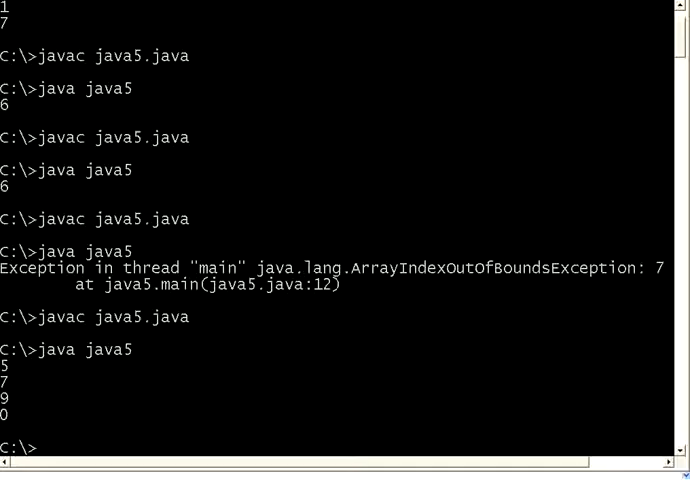 1
7
C:\>javac java5.java
C:\>java java5
6
C:\>javac java5.java
C:\>java java5
6
C:\>javac java5.java
C:\>java java5
Exception in thread "main" java.lang.ArrayIndexOutOfBoundsException: 7
at java5.main(java5.java:12)
C:\>javac java5.java
C:\>java java5
5
7
9
0
C:\>